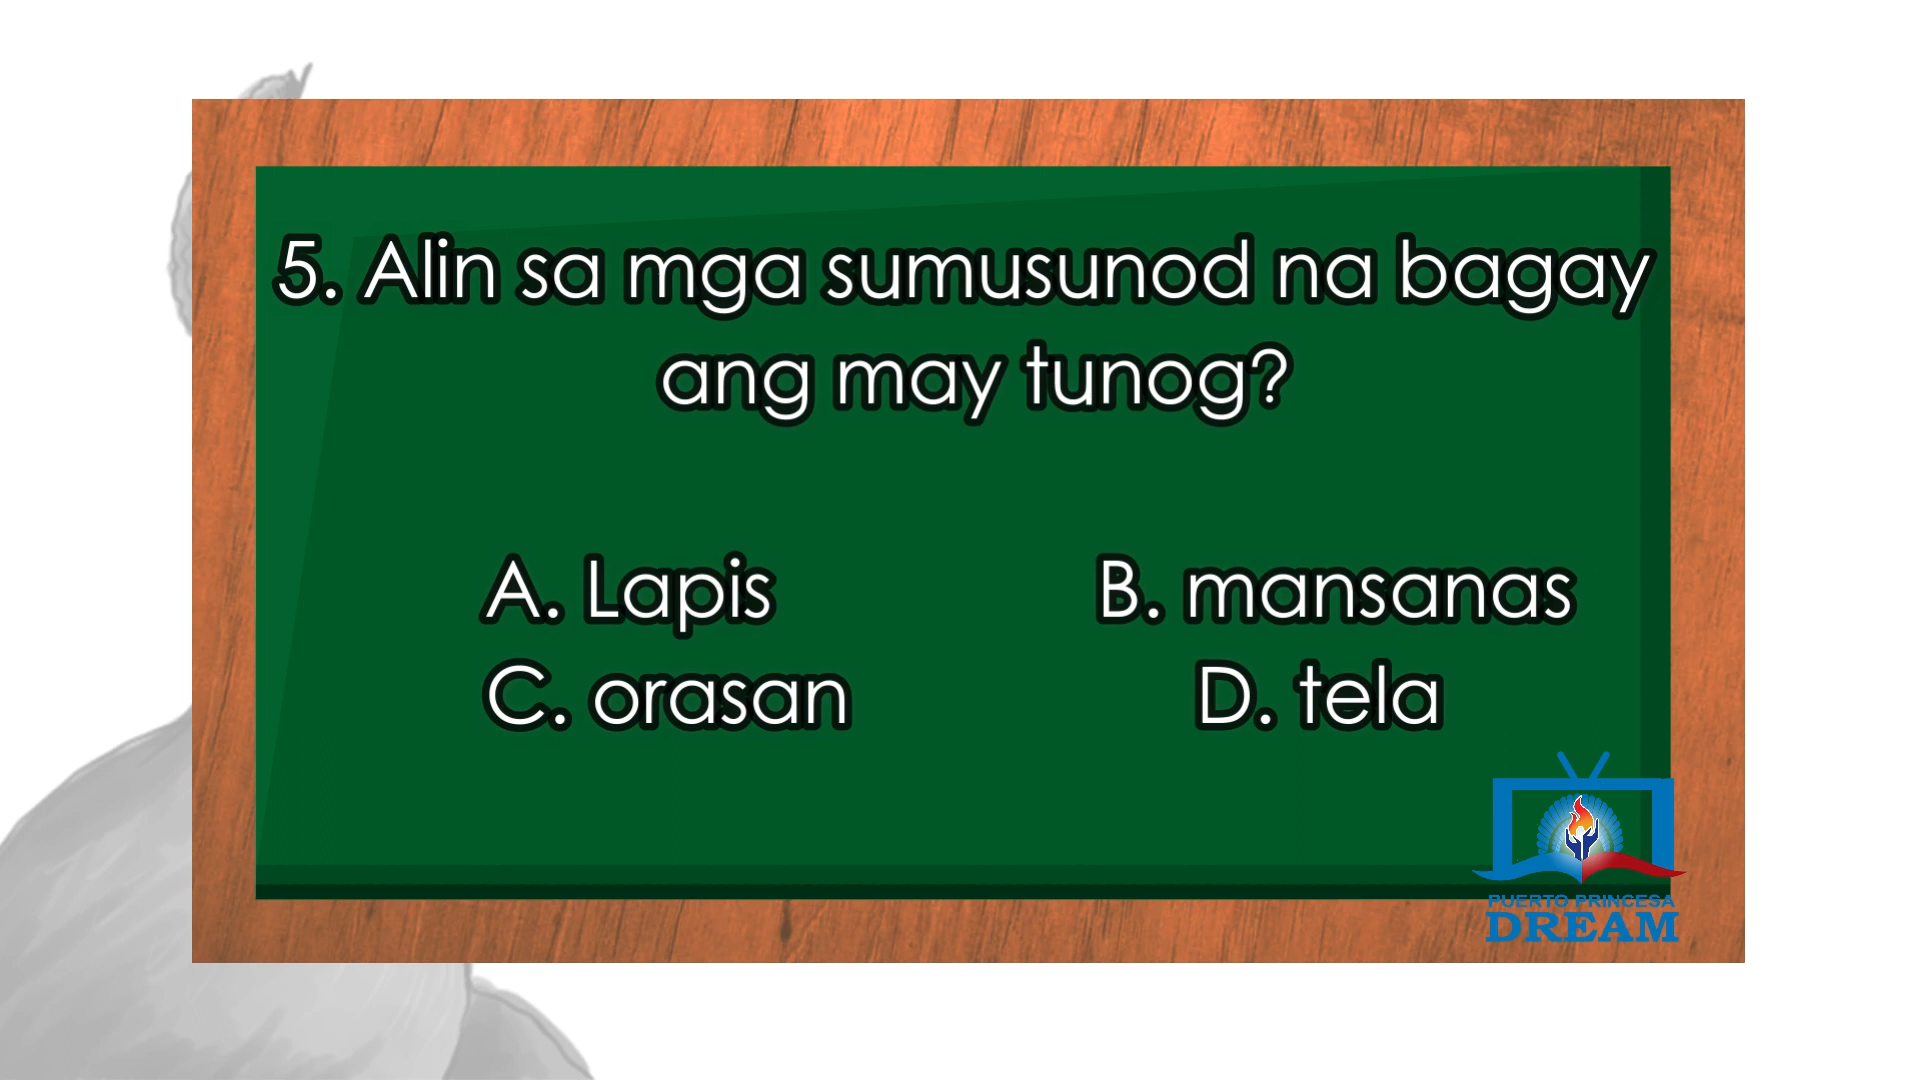 5. Alin sa mga sumusunod na bagay
ang may tunog?
A. Lapis B. mansanas
C. orasan D. tela
PUERTO PRINCESA
DREAM